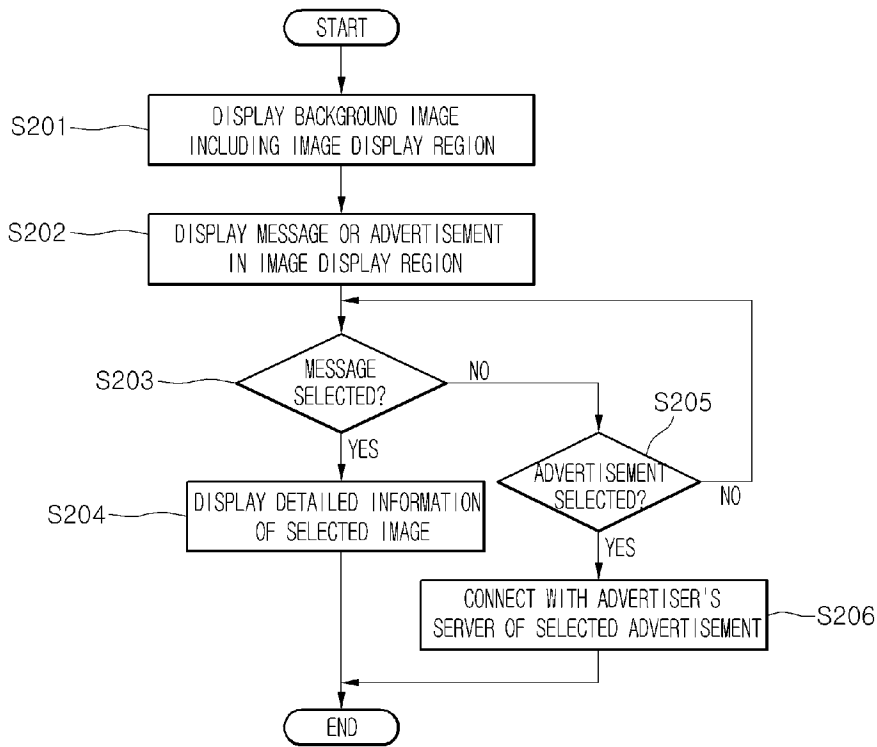 START
S201
DISPLAY BACKGROUND IMAGE
INCLUDING IMAGE DISPLAY REGION
S202
DISPLAY MESSAGE OR ADVERTISEMENT
IN IMAGE DISPLAY REGION
S203
MESSAGE
SELECTED?
NO
YES
S205
ADVERTISEMENT
SELECTED?
NO
YES
S204
DISPLAY DETAILED INFORMATION
OF SELECTED IMAGE
CONNECT WITH ADVERTISER'S
SERVER OF SELECTED ADVERTISEMENT
S206
END